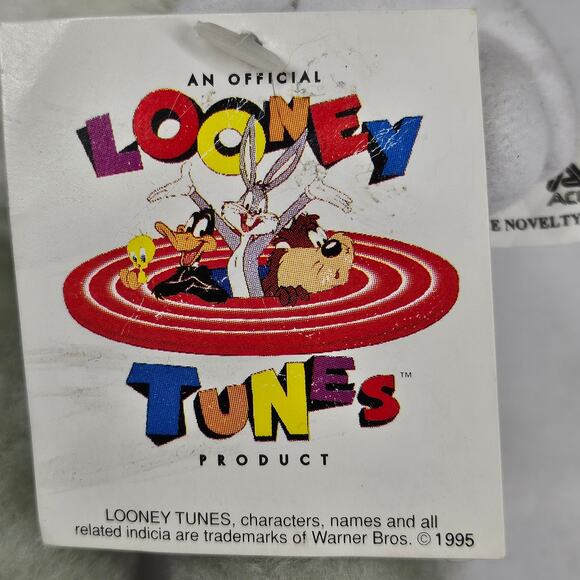 AN OFFICIAL
LOONEY
TUNES™
PRODUCT
LOONEY TUNES, characters, names and all
related indicia are trademarks of Warner Bros. © 1995
NOVELTY